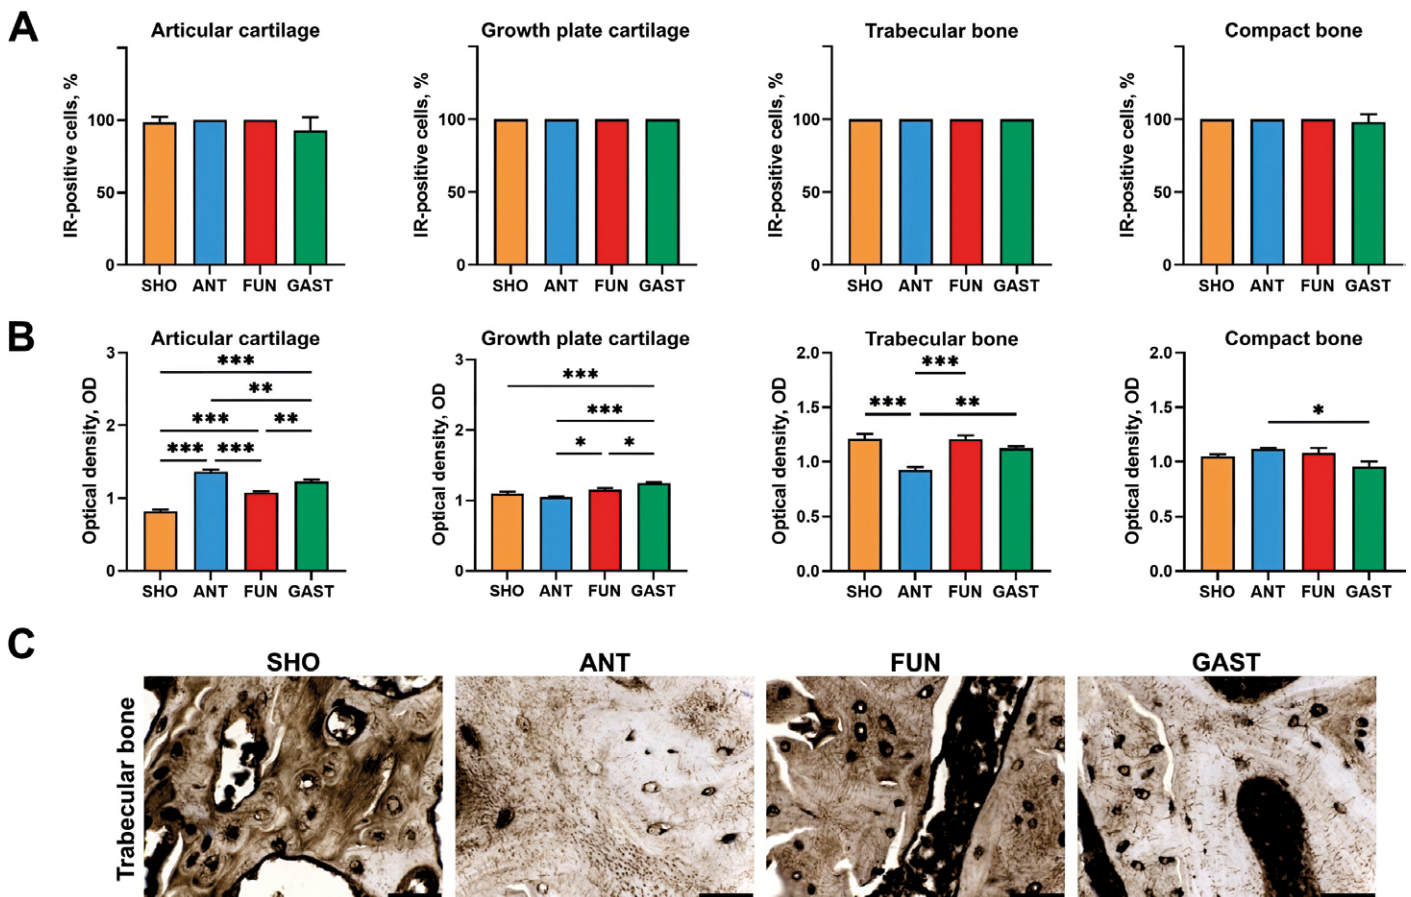 A
Articular cartilage
Growth plate cartilage
Trabecular bone
Compact bone
IR-positive cells, %
100
50
0
SHO ANT FUN GAST
IR-positive cells, %
100
50
0
SHO ANT FUN GAST
IR-positive cells, %
100
50
0
SHO ANT FUN GAST
IR-positive cells, %
100
50
0
SHO ANT FUN GAST
B
Articular cartilage
Growth plate cartilage
Trabecular bone
Compact bone
Optical density, OD
3
2
1
0
***
**
*** **
*** ***
SHO ANT FUN GAST
Optical density, OD
3
2
1
0
***
***
* *
SHO ANT FUN GAST
Optical density, OD
2.0
1.5
1.0
0.5
0.0
***
*** **
SHO ANT FUN GAST
Optical density, OD
2.0
1.5
1.0
0.5
0.0
*
SHO ANT FUN GAST
C
SHO
ANT
FUN
GAST
Trabecular bone